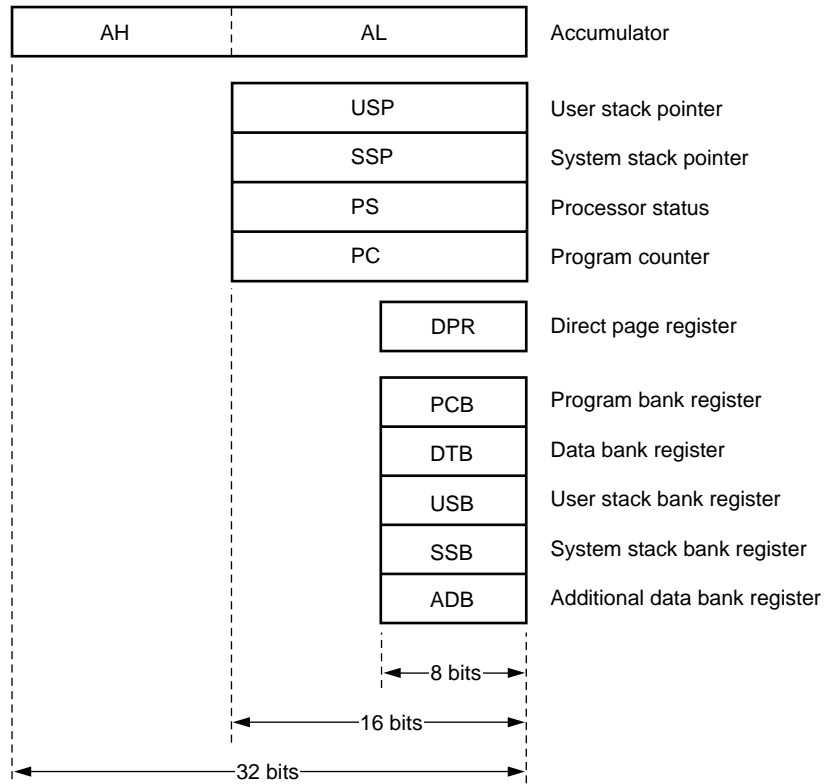 AH AL Accumulator
USP User stack pointer
SSP System stack pointer
PS Processor status
PC Program counter
DPR Direct page register
PCB Program bank register
DTB Data bank register
USB User stack bank register
SSB System stack bank register
ADB Additional data bank register
8 bits
16 bits
32 bits